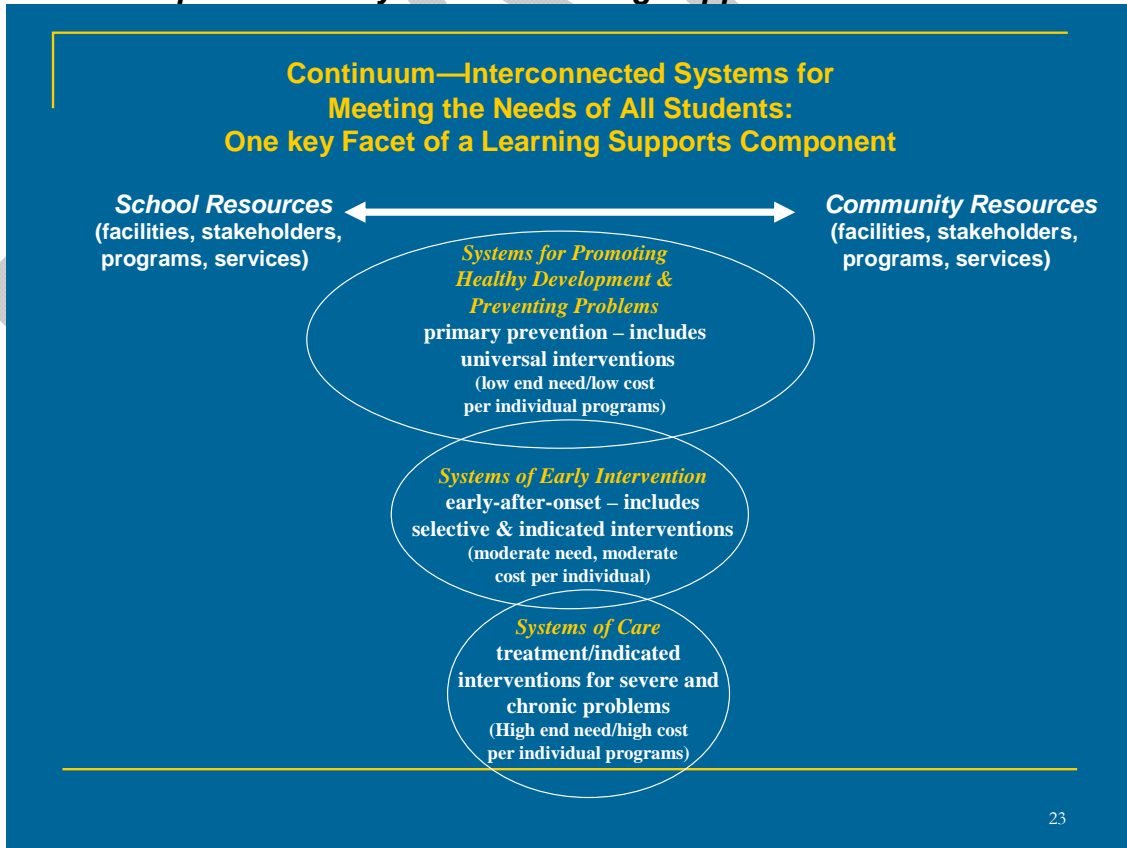 Continuum—Interconnected Systems for
Meeting the Needs of All Students:
One key Facet of a Learning Supports Component
School Resources
(facilities, stakeholders,
programs, services)
Community Resources
(facilities, stakeholders,
programs, services)
Systems for Promoting
Healthy Development &
Preventing Problems
primary prevention – includes
universal interventions
(low end need/low cost
per individual programs)
Systems of Early Intervention
early-after-onset – includes
selective & indicated interventions
(moderate need, moderate
cost per individual)
Systems of Care
treatment/indicated
interventions for severe and
chronic problems
(High end need/high cost
per individual programs)
23